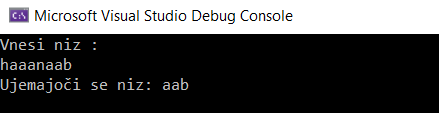 Microsoft Visual Studio Debug Console
Vnesi niz :
haaanaab
Ujemajoči se niz: aab